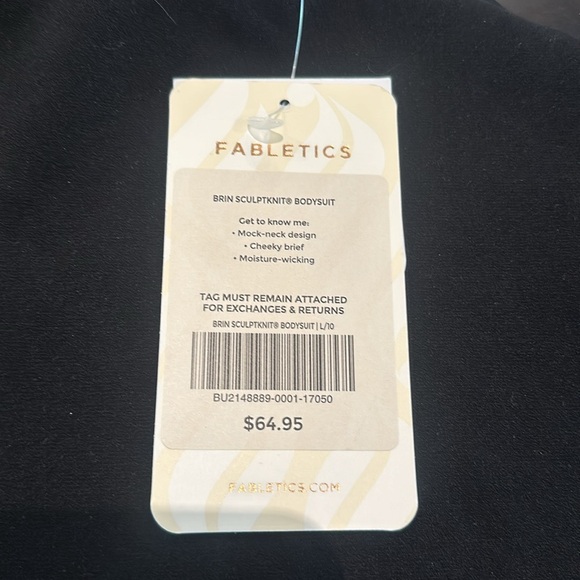 FABLETICS
BRIN SCULPTKNIT® BODYSUIT
Get to know me:
• Mock-neck design
• Cheeky brief
• Moisture-wicking
TAG MUST REMAIN ATTACHED
FOR EXCHANGES & RETURNS
BRIN SCULPTKNIT® BODYSUIT | L/10
BU2148889-0001-17050
$64.95
FABLETICS.COM